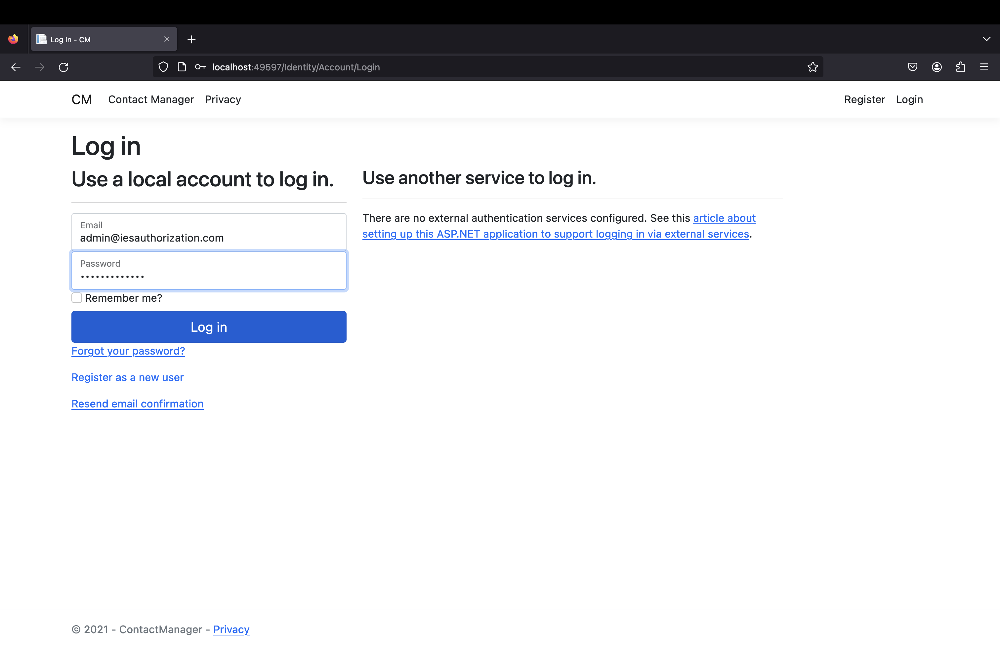 Log in - CM
localhost:49597/Identity/Account/Login
CM Contact Manager Privacy Register Login
Log in
Use a local account to log in.
Email
admin@iesauthorization.com
Password
•••••••••••••
Remember me?
Log in
Forgot your password?
Register as a new user
Resend email confirmation
Use another service to log in.
There are no external authentication services configured. See this article about
setting up this ASP.NET application to support logging in via external services.
© 2021 - ContactManager - Privacy